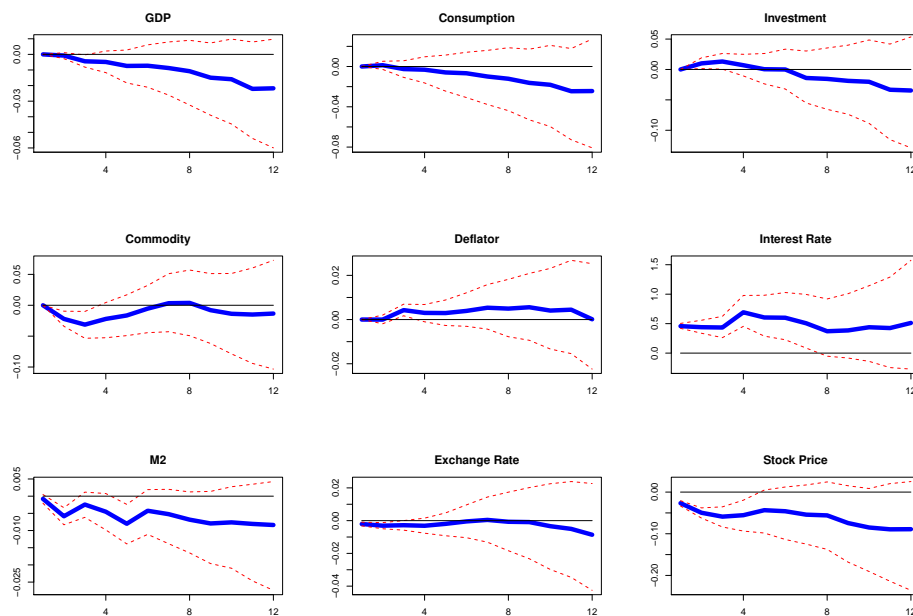 GDP
0.00
−0.03
−0.06
4 8 12
Consumption
0.00
−0.04
−0.08
4 8 12
Investment
0.05
0.00
−0.10
4 8 12
Commodity
0.05
0.00
−0.10
4 8 12
Deflator
0.02
0.00
−0.02
4 8 12
Interest Rate
1.5
1.0
0.5
0.0
4 8 12
M2
0.005
−0.010
−0.025
4 8 12
Exchange Rate
0.02
0.00
−0.02
−0.04
4 8 12
Stock Price
0.00
−0.10
−0.20
4 8 12